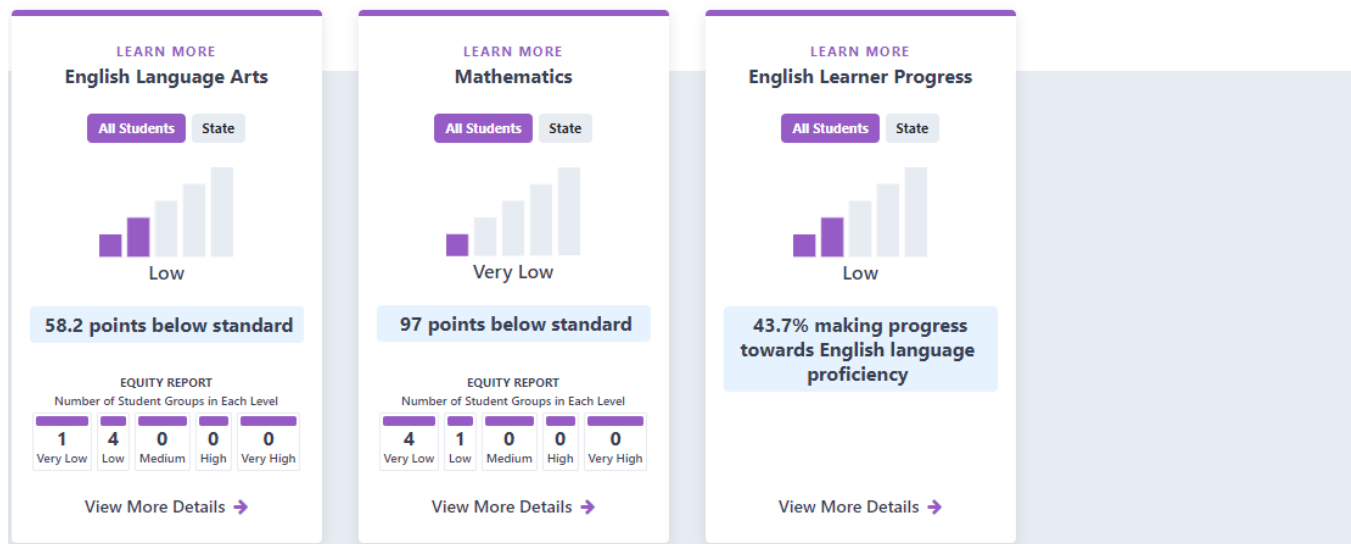 LEARN MORE
English Language Arts
All Students State
Low
58.2 points below standard
EQUITY REPORT
Number of Student Groups in Each Level
1 4 0 0 0
Very Low Low Medium High Very High
View More Details
LEARN MORE
Mathematics
All Students State
Very Low
97 points below standard
EQUITY REPORT
Number of Student Groups in Each Level
4 1 0 0 0
Very Low Low Medium High Very High
View More Details
LEARN MORE
English Learner Progress
All Students State
Low
43.7% making progress
towards English language
proficiency
View More Details